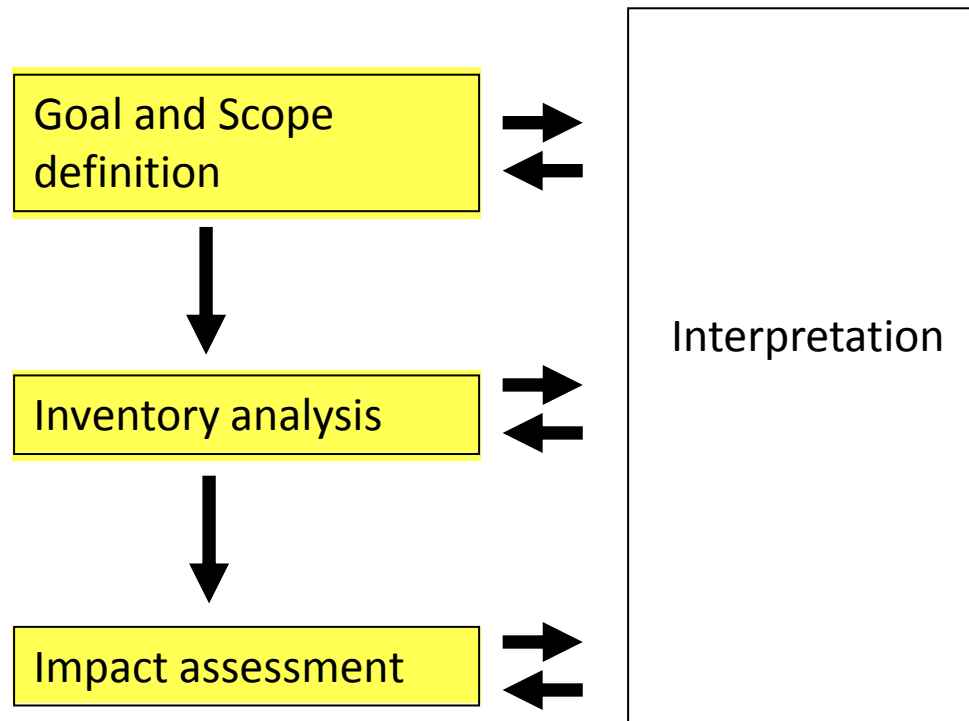 Goal and Scope
definition
Interpretation
Inventory analysis
Impact assessment